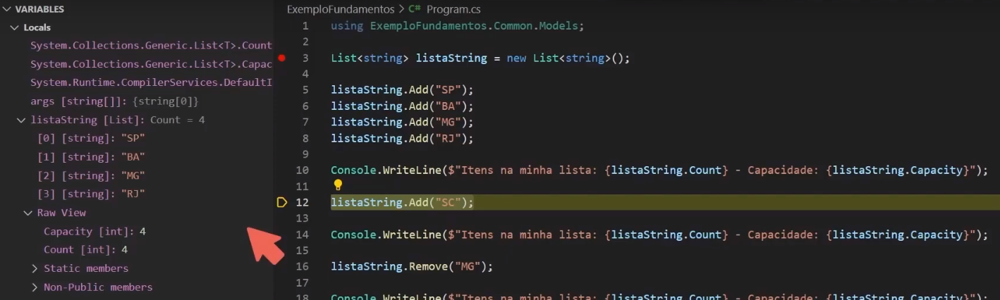 VARIABLES
Locals
System.Collections.Generic.List<T>.Count
System.Collections.Generic.List<T>.Capac
System.Runtime.CompilerServices.DefaultI
args [string[]]: {string[0]}
listaString [List]: Count = 4
[0] [string]: "SP"
[1] [string]: "BA"
[2] [string]: "MG"
[3] [string]: "RJ"
Raw View
Capacity [int]: 4
Count [int]: 4
Static members
Non-Public members
ExemploFundamentos > C# Program.cs
1 using ExemploFundamentos.Common.Models;
2
3 List<string> listaString = new List<string>();
4
5 listaString.Add("SP");
6 listaString.Add("BA");
7 listaString.Add("MG");
8 listaString.Add("RJ");
9
10 Console.WriteLine($"Itens na minha lista: {listaString.Count} - Capacidade: {listaString.Capacity}");
11
12 listaString.Add("SC");
13
14 Console.WriteLine($"Itens na minha lista: {listaString.Count} - Capacidade: {listaString.Capacity}");
15
16 listaString.Remove("MG");
17
18 Console.WriteLine($"Itens na minha lista: {listaString.Count} - Capacidade: {listaString.Capacity}");